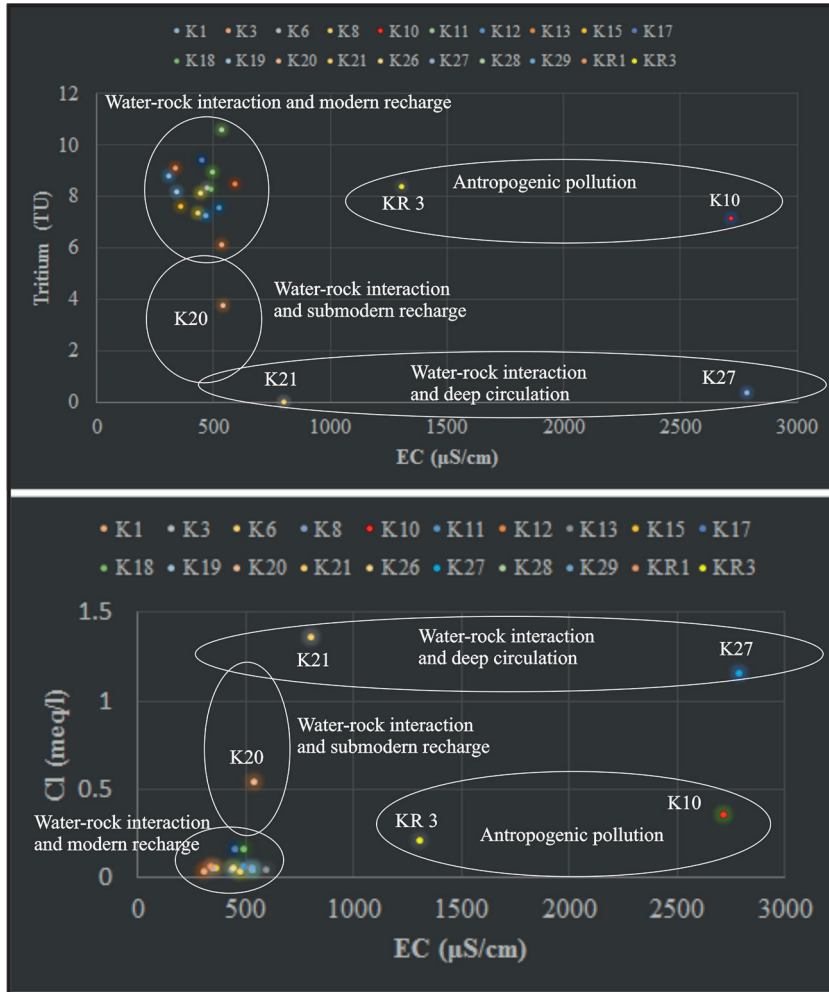 K1 K3 K6 K8 K10 K11 K12 K13 K15 K17
K18 K19 K20 K21 K26 K27 K28 K29 KR1 KR3
12
10
8
6
4
2
0
Tritium (TU)
Water-rock interaction and modern recharge
Antropogenic pollution
KR 3
K10
Water-rock interaction
and submodern recharge
K20
Water-rock interaction
and deep circulation
K21
K27
0 500 1000 1500 2000 2500 3000
EC (µS/cm)
K1 K3 K6 K8 K10 K11 K12 K13 K15 K17
K18 K19 K20 K21 K26 K27 K28 K29 KR1 KR3
1.5
1
0.5
0
Cl (meq/l)
Water-rock interaction
and deep circulation
K21
K27
Water-rock interaction
and submodern recharge
K20
Water-rock interaction
and modern recharge
KR 3
K10
Antropogenic pollution
0 500 1000 1500 2000 2500 3000
EC (µS/cm)